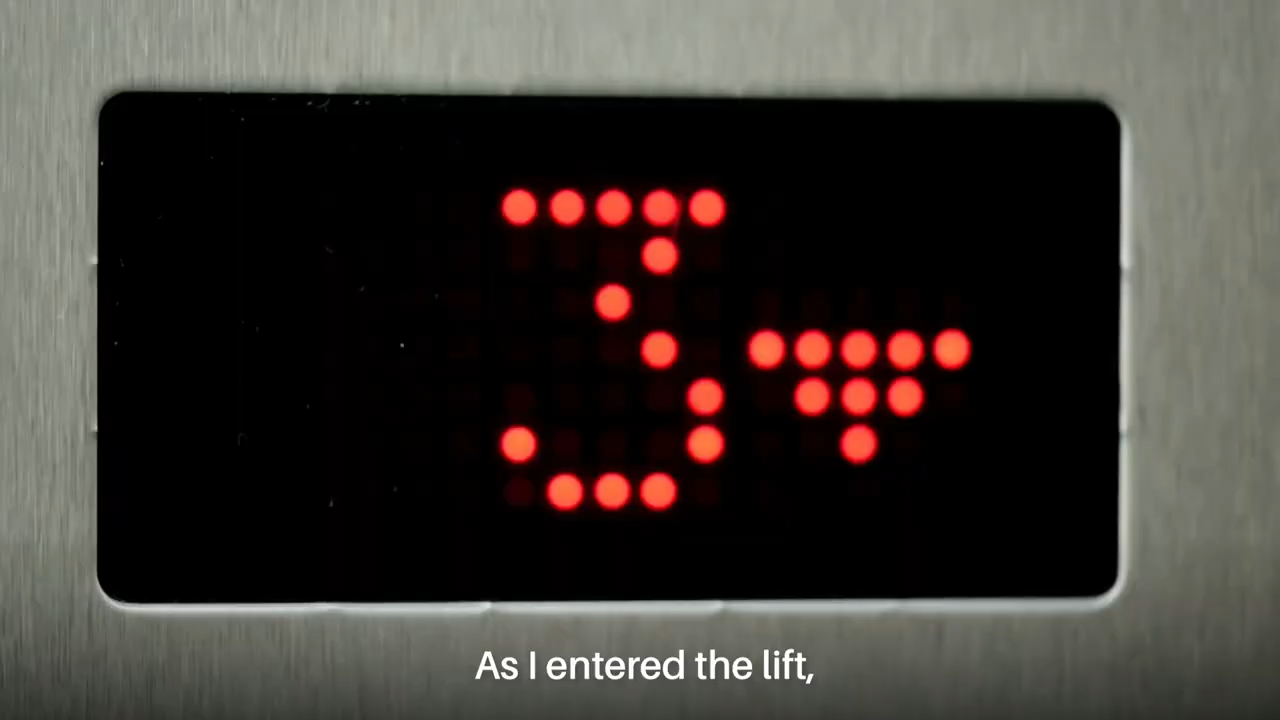 3
As I entered the lift,